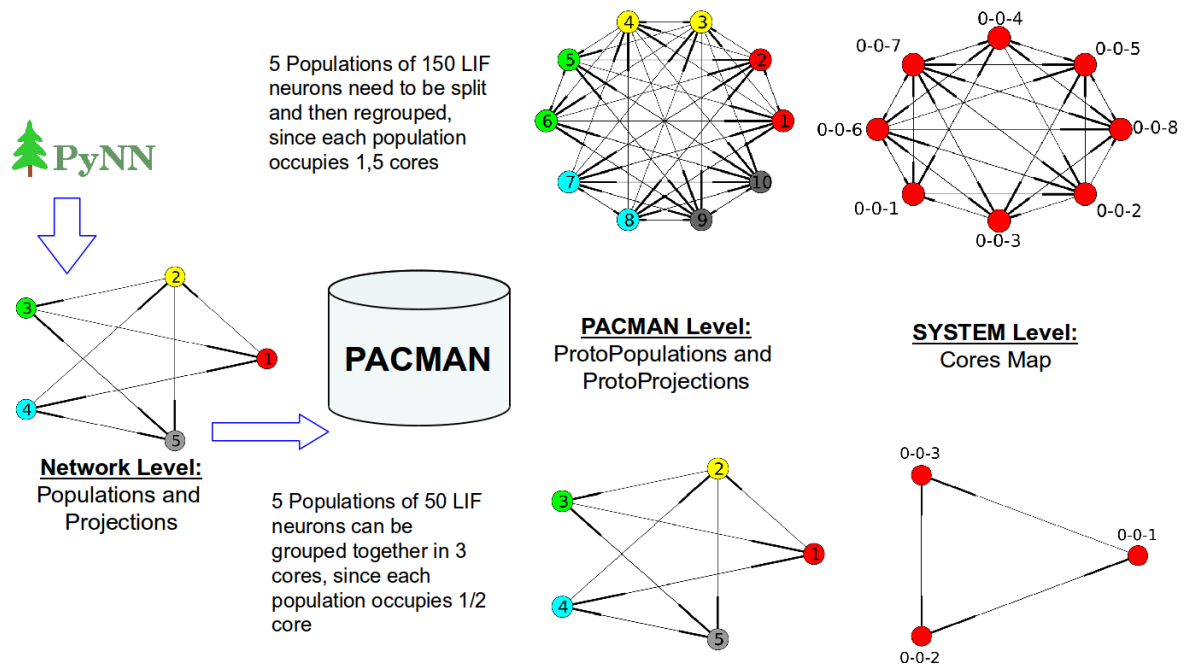 5 Populations of 150 LIF
neurons need to be split
and then regrouped,
since each population
occupies 1,5 cores
PyNN
4
3
5
2
6
1
7
10
8
9
0-0-4
0-0-7
0-0-5
0-0-6
0-0-8
0-0-1
0-0-2
0-0-3
2
3
1
4
5
Network Level:
Populations and
Projections
PACMAN
PACMAN Level:
ProtoPopulations and
ProtoProjections
SYSTEM Level:
Cores Map
5 Populations of 50 LIF
neurons can be
grouped together in 3
cores, since each
population occupies 1/2
core
2
3
1
4
5
0-0-3
0-0-1
0-0-2